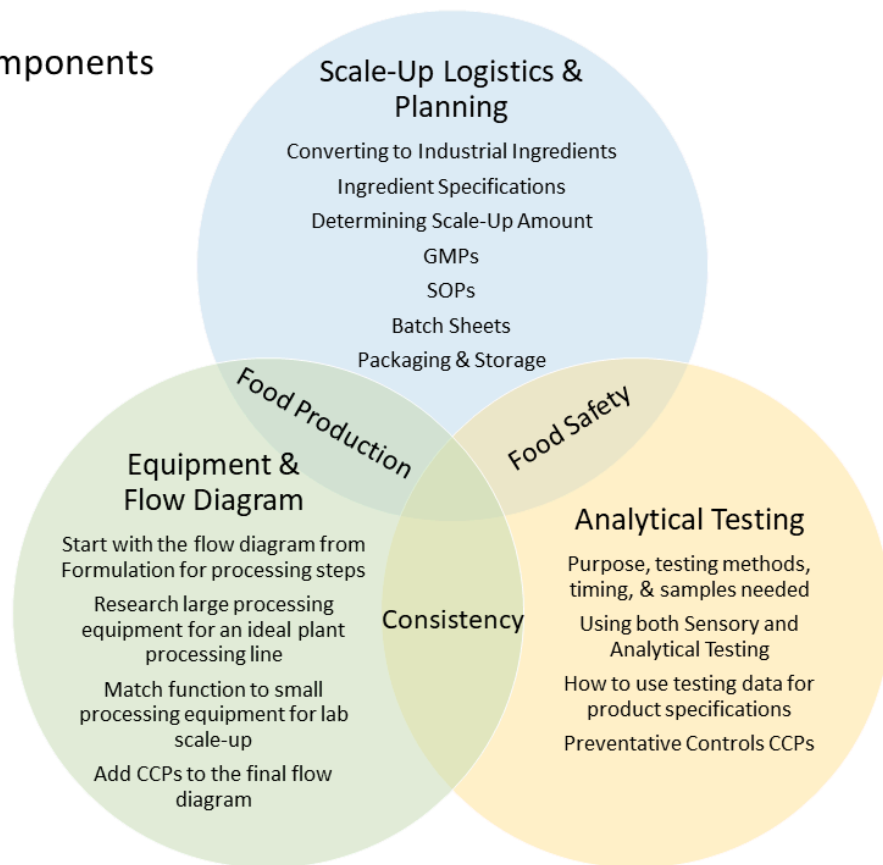 mponents
Scale-Up Logistics &
Planning
Converting to Industrial Ingredients
Ingredient Specifications
Determining Scale-Up Amount
GMPs
SOPs
Batch Sheets
Packaging & Storage
Food Production
Food Safety
Equipment &
Flow Diagram
Start with the flow diagram from
Formulation for processing steps
Research large processing
equipment for an ideal plant
processing line
Match function to small
processing equipment for lab
scale-up
Add CCPs to the final flow
diagram
Consistency
Analytical Testing
Purpose, testing methods,
timing, & samples needed
Using both Sensory and
Analytical Testing
How to use testing data for
product specifications
Preventative Controls CCPs